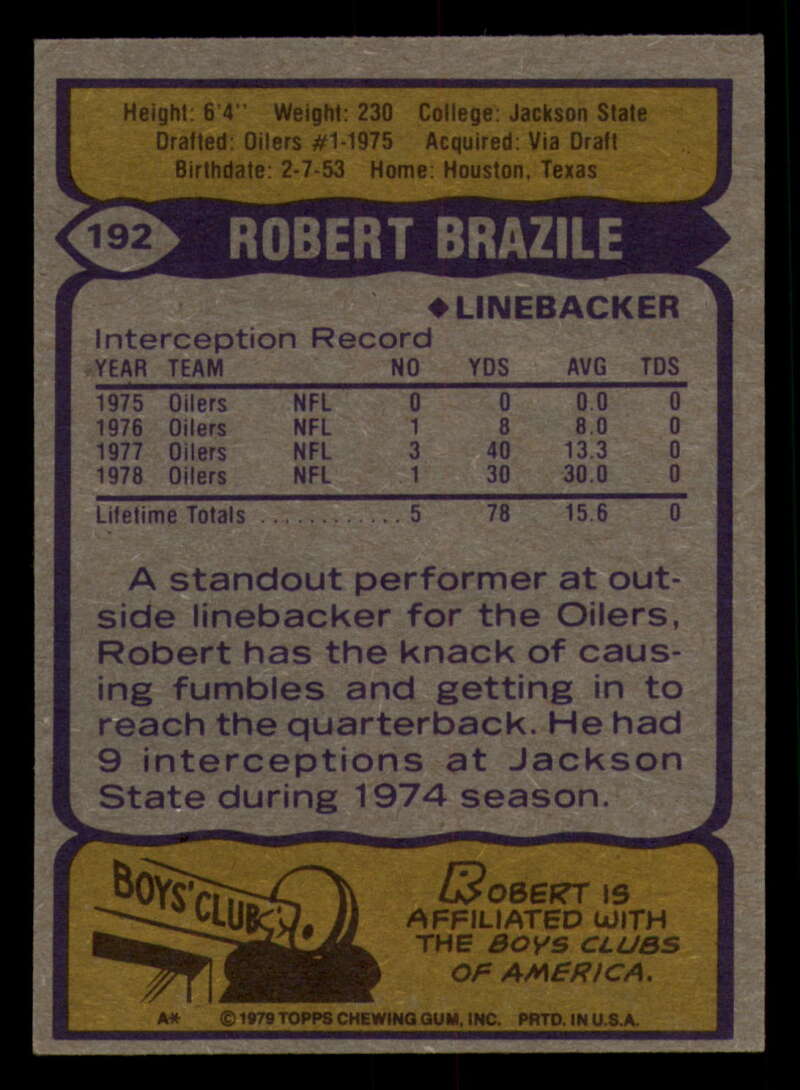 Height: 6'4" Weight: 230 College: Jackson State
Drafted: Oilers #1-1975 Acquired: Via Draft
Birthdate: 2-7-53 Home: Houston, Texas
192 ROBERT BRAZILE
◆LINEBACKER
Interception Record
YEAR TEAM NO YDS AVG TDS
1975 Oilers NFL 0 0 0.0 0
1976 Oilers NFL 1 8 8.0 0
1977 Oilers NFL 3 40 13.3 0
1978 Oilers NFL 1 30 30.0 0
Lifetime Totals ............ 5 78 15.6 0
A standout performer at out-
side linebacker for the Oilers,
Robert has the knack of caus-
ing fumbles and getting in to
reach the quarterback. He had
9 interceptions at Jackson
State during 1974 season.
BOYS' CLUB
ROBERT IS
AFFILIATED WITH
THE BOYS CLUBS
OF AMERICA.
A* ©1979 TOPPS CHEWING GUM, INC. PRTD. IN U.S.A.